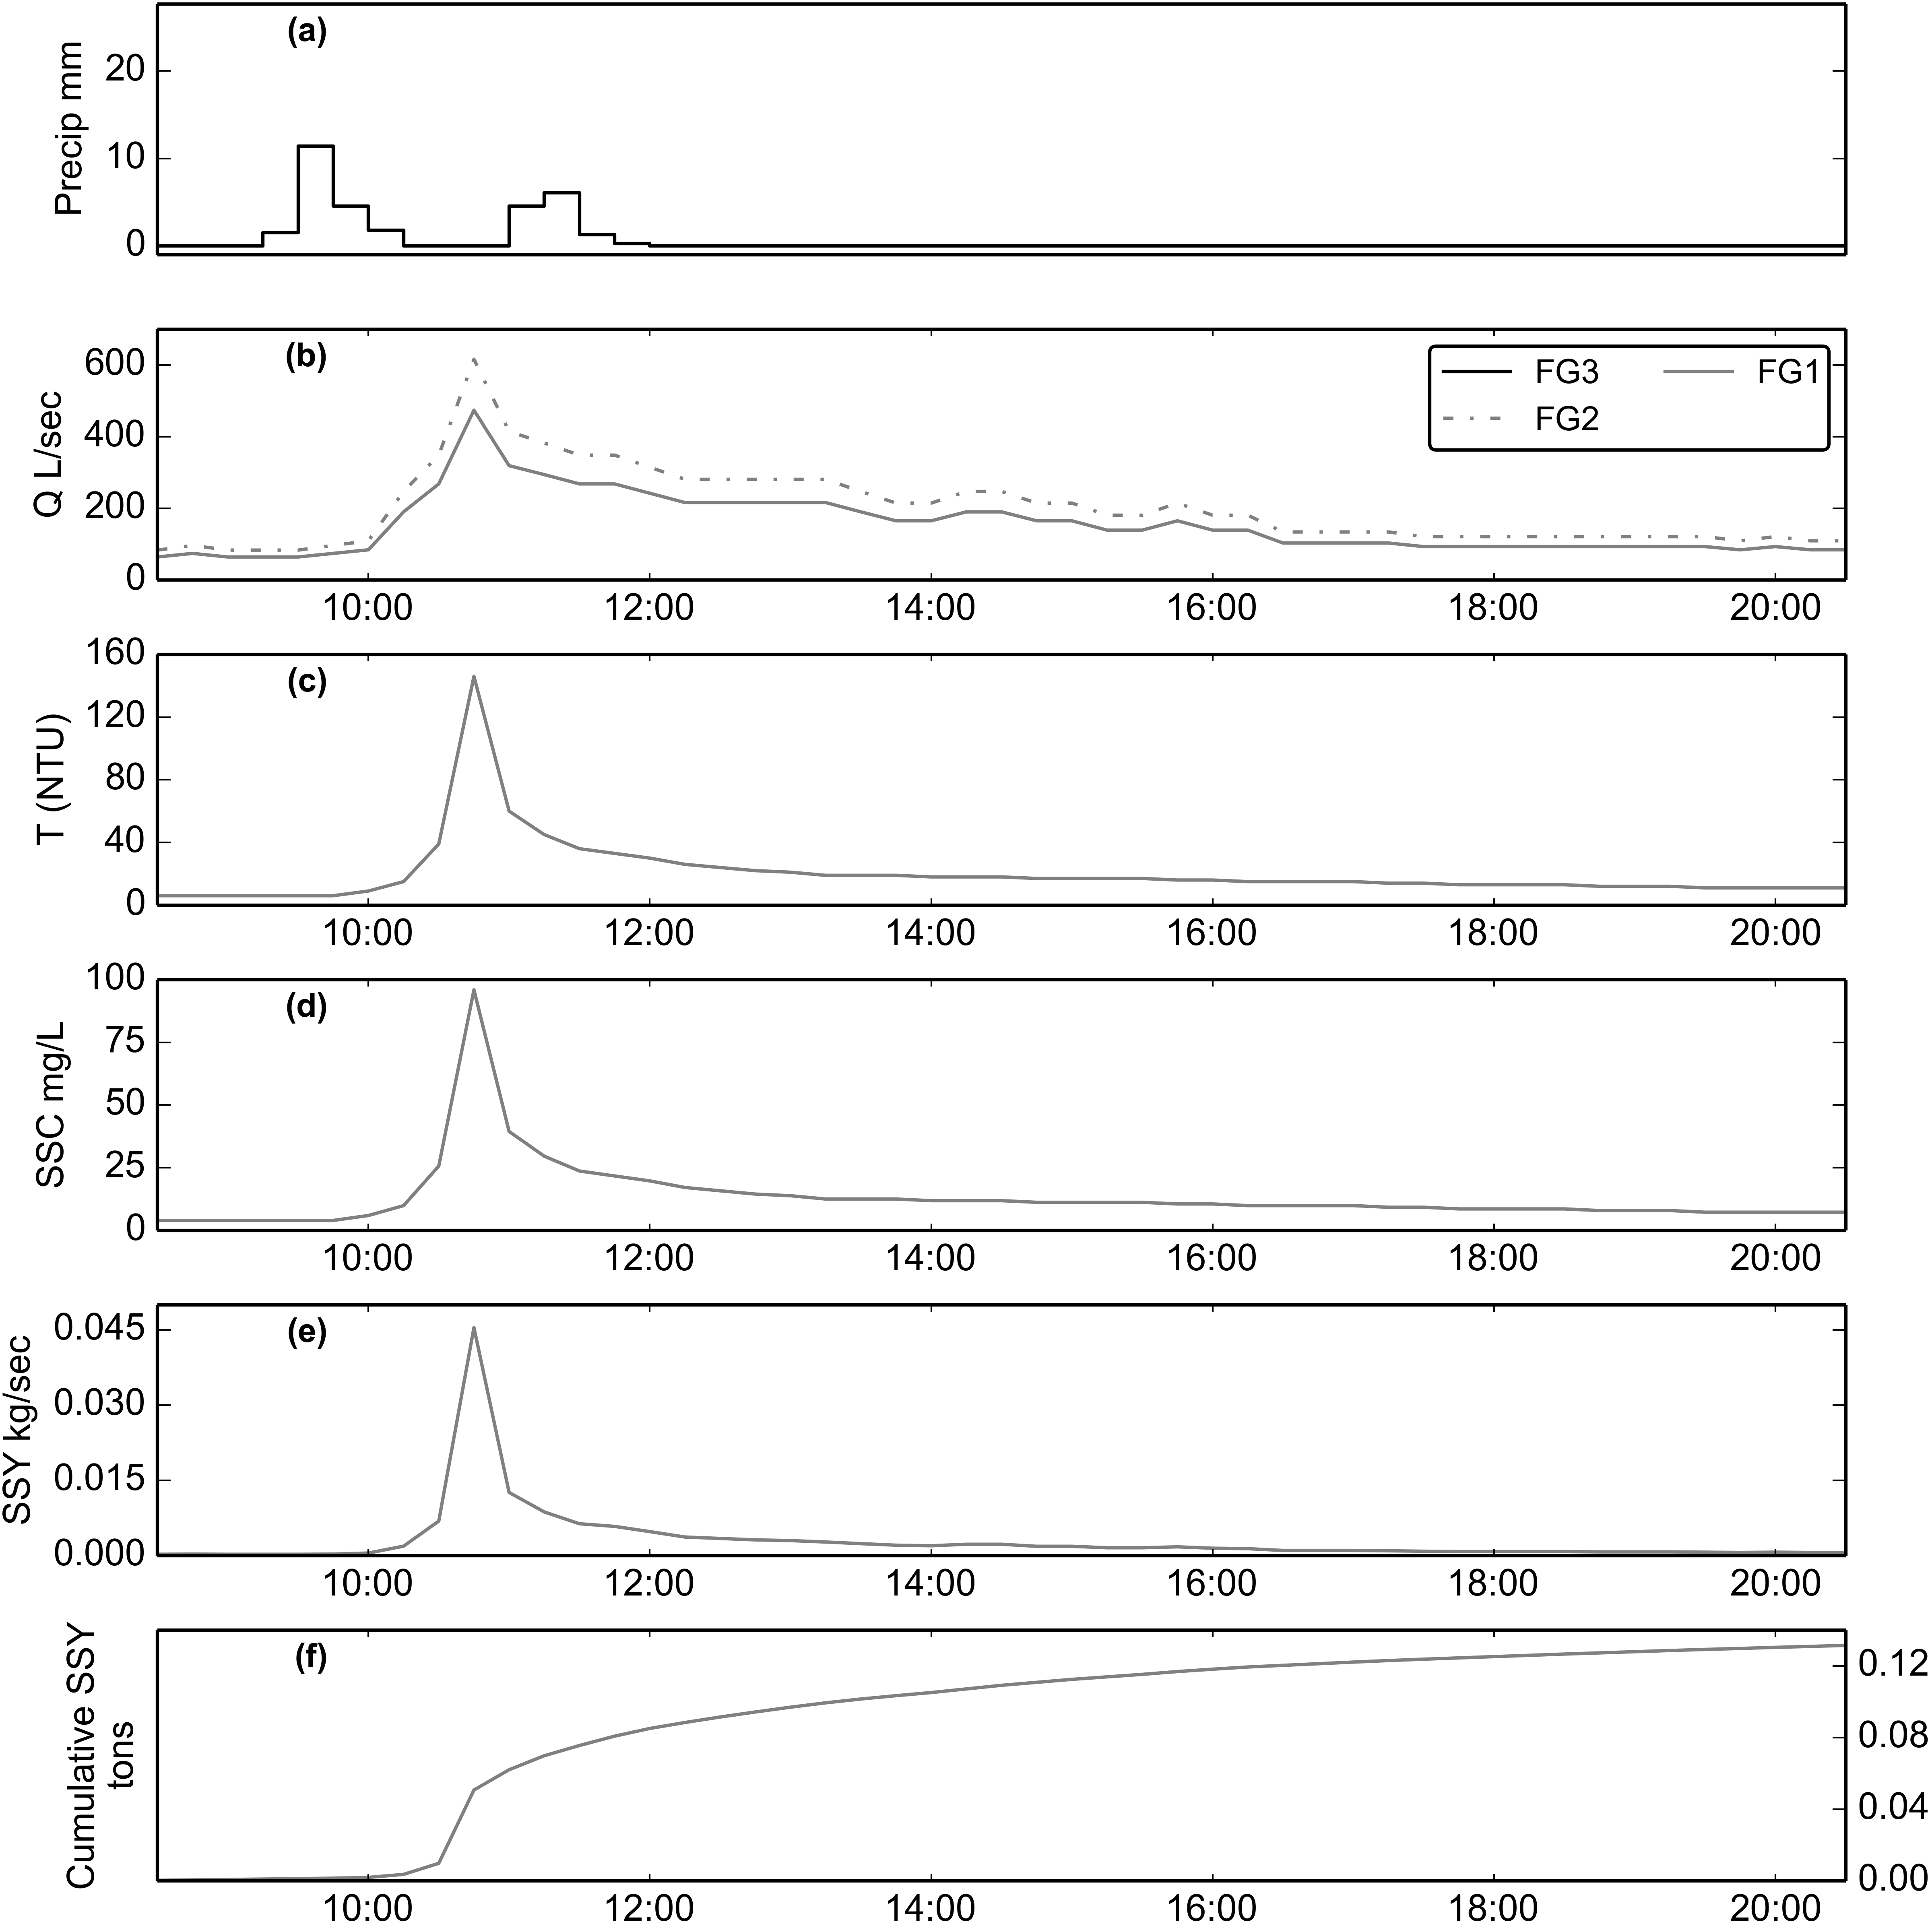 (a)
Precip mm
20
10
0
(b)
Q L/sec
600
400
200
0
FG3 FG1
FG2
10:00 12:00 14:00 16:00 18:00 20:00
(c)
T (NTU)
160
120
80
40
0
10:00 12:00 14:00 16:00 18:00 20:00
(d)
SSC mg/L
100
75
50
25
0
10:00 12:00 14:00 16:00 18:00 20:00
(e)
SSY kg/sec
0.045
0.030
0.015
0.000
10:00 12:00 14:00 16:00 18:00 20:00
(f)
Cumulative SSY
tons
0.12
0.08
0.04
0.00
10:00 12:00 14:00 16:00 18:00 20:00